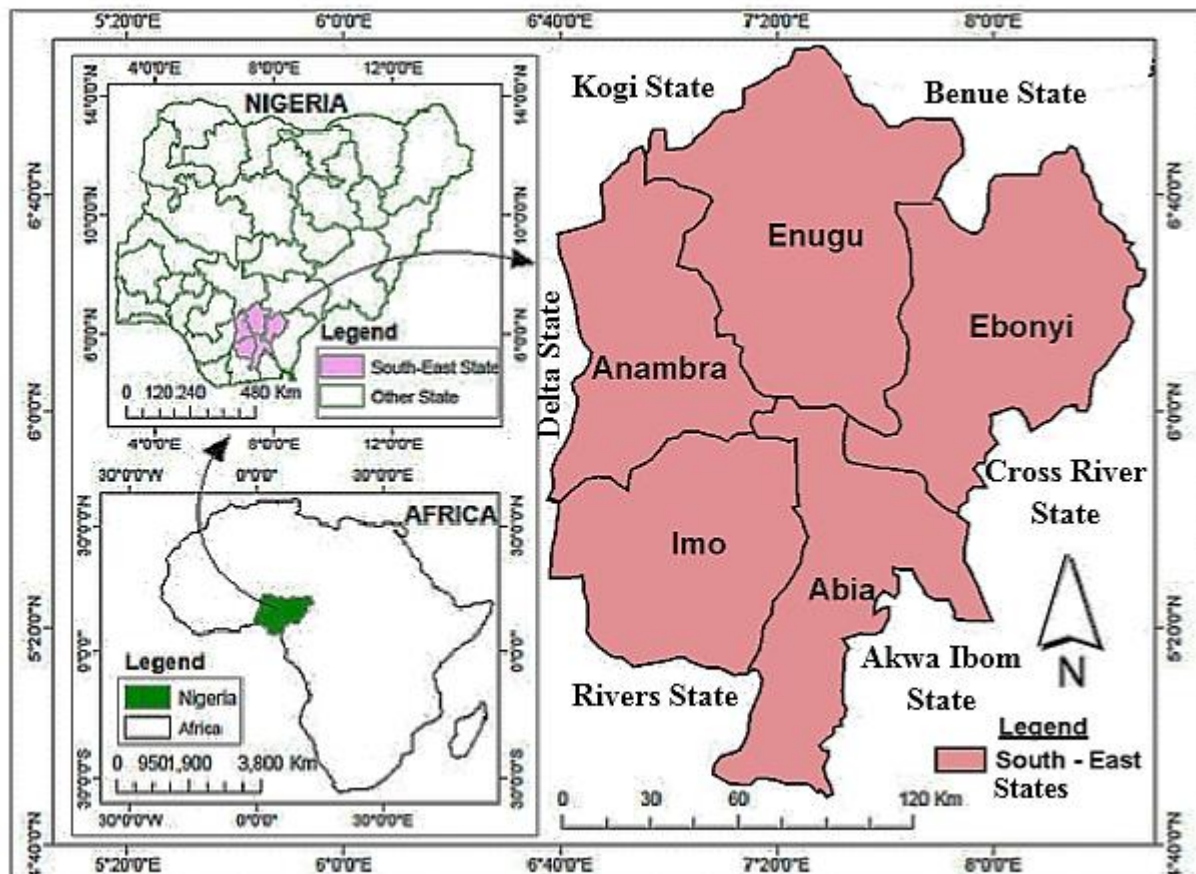 5°20'0"E 6°0'0"E 6°40'0"E 7°20'0"E 8°0'0"E
4°0'0"E 8°0'0"E 12°0'0"E
NIGERIA
14°0'0"N 14°0'0"N
10°0'0"N 10°0'0"N
6°0'0"N 6°0'0"N
Legend
South-East State
Other State
0 120 240 480 Km
4°0'0"E 8°0'0"E 12°0'0"E
30°0'0"W 0°0'0" 30°0'0"E
AFRICA
30°0'0"N 30°0'0"N
0°0'0" 0°0'0"
30°0'0"S 30°0'0"S
Legend
Nigeria
Africa
0 9501,900 3,800 Km
30°0'0"W 0°0'0" 30°0'0"E
Kogi State
Benue State
Enugu
Ebonyi
Delta State
Anambra
Cross River
State
Imo
Abia
Akwa Ibom
State
Rivers State
N
Legend
South - East
States
0 30 60 120 Km
6°40'0"N 6°40'0"N
6°0'0"N 6°0'0"N
5°20'0"N 5°20'0"N
4°40'0"N 4°40'0"N
5°20'0"E 6°0'0"E 6°40'0"E 7°20'0"E 8°0'0"E